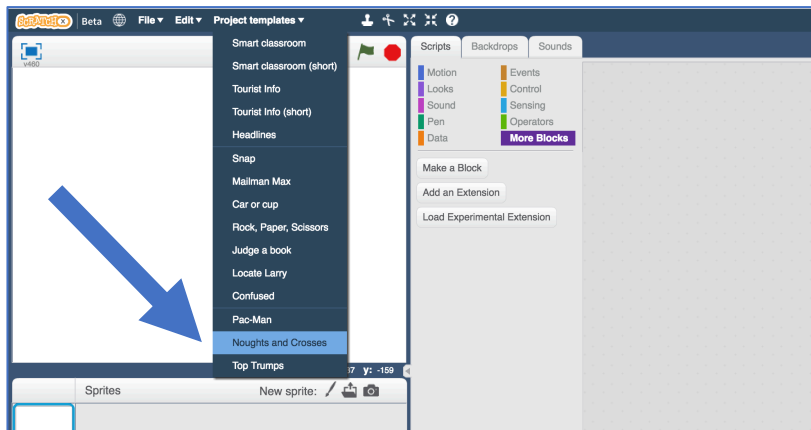 SCRATCHX Beta File▼ Edit▼ Project templates▼
v460
Smart classroom
Smart classroom (short)
Tourist Info
Tourist Info (short)
Headlines
Snap
Mailman Max
Car or cup
Rock, Paper, Scissors
Judge a book
Locate Larry
Confused
Pac-Man
Noughts and Crosses
Top Trumps
y: -159
Sprites New sprite:
Scripts Backdrops Sounds
Motion Events
Looks Control
Sound Sensing
Pen Operators
Data More Blocks
Make a Block
Add an Extension
Load Experimental Extension